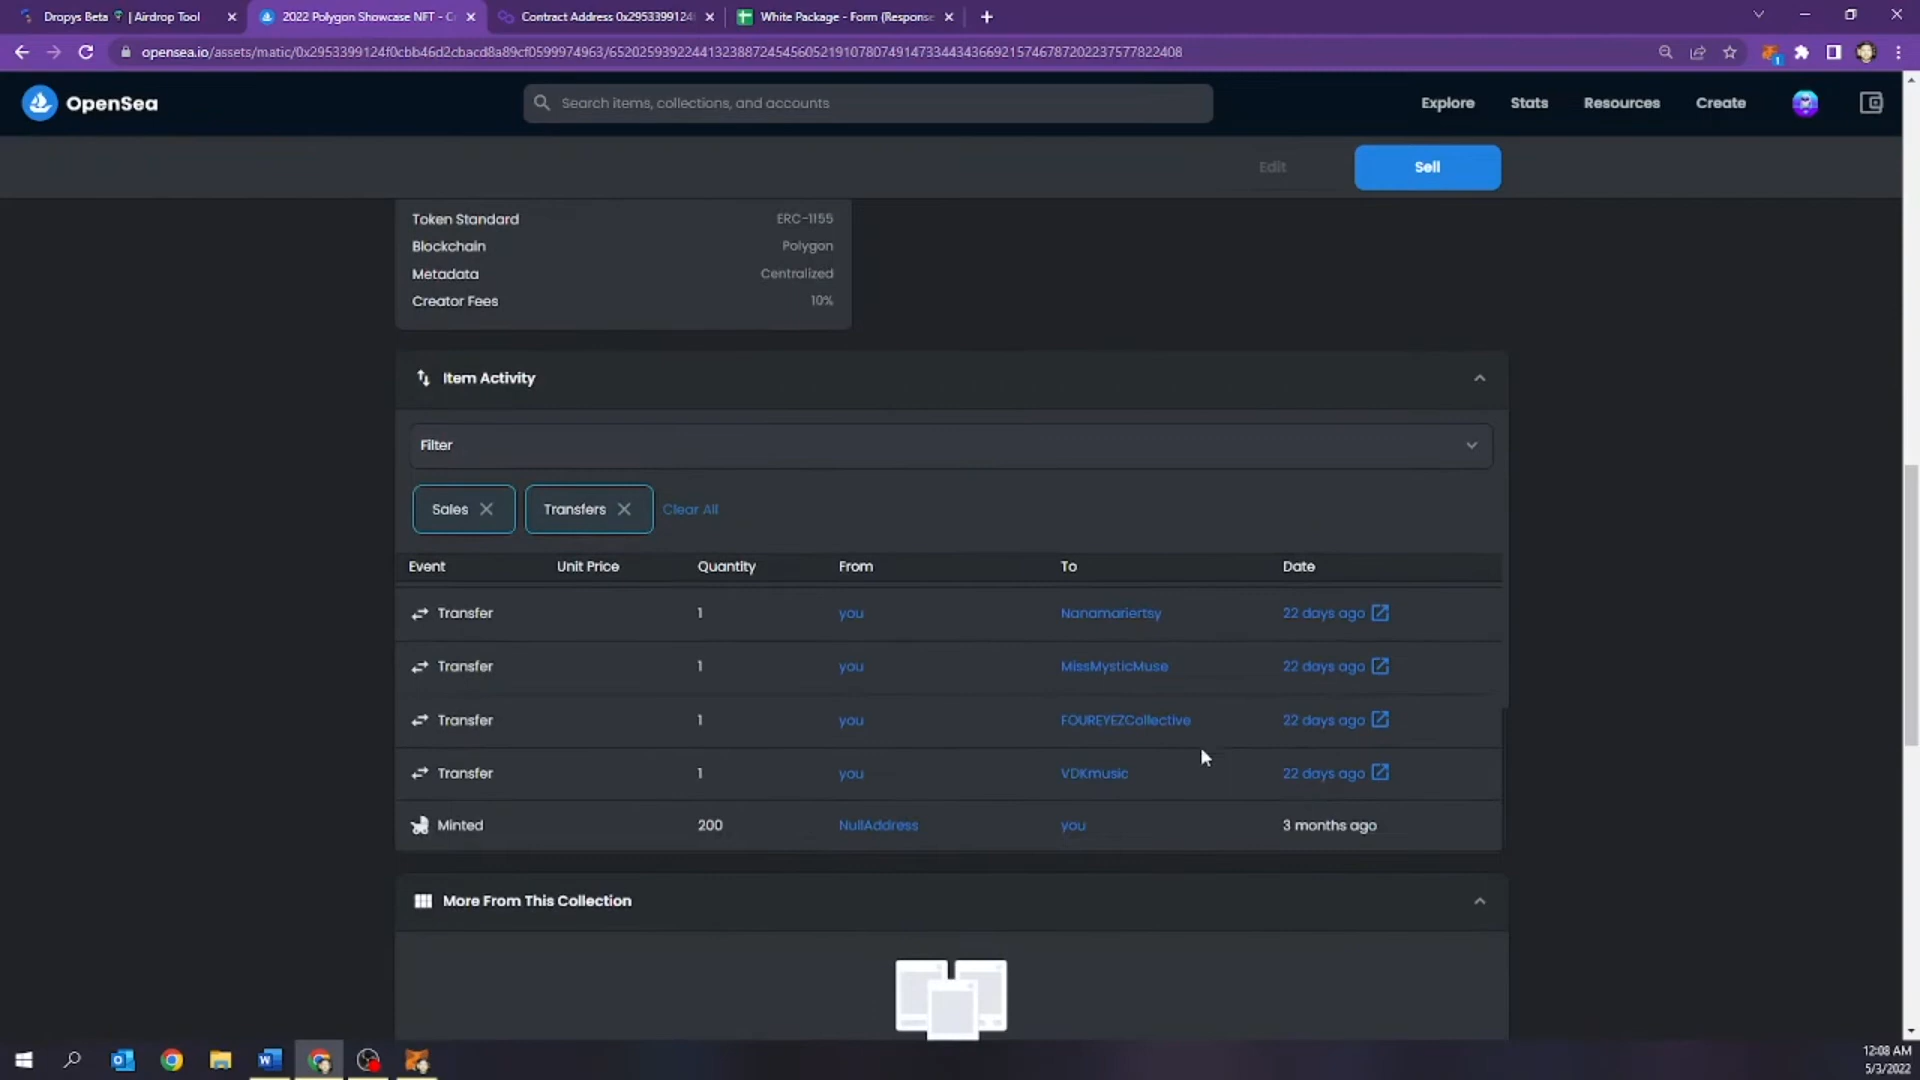 Dropys Beta | Airdrop Tool
2022 Polygon Showcase NFT - C
Contract Address 0x2953399124
White Package - Form (Response
opensea.io/assets/matic/0x2953399124f0cbb46d2cbacd8a89cf0599974963/65202593922441323887245456052191078074914733443436692157467872022375778 22408
OpenSea
Search items, collections, and accounts
Explore
Stats
Resources
Create
Edit
Sell
Token Standard ERC-1155
Blockchain Polygon
Metadata Centralized
Creator Fees 10%
Item Activity
Filter
Sales
Transfers
Clear All
Event Unit Price Quantity From To Date
Transfer 1 you Nanamariertsy 22 days ago
Transfer 1 you MissMysticMuse 22 days ago
Transfer 1 you FOUREYEZCollective 22 days ago
Transfer 1 you VDKmusic 22 days ago
Minted 200 NullAddress you 3 months ago
More From This Collection
12:08 AM
5/3/2022